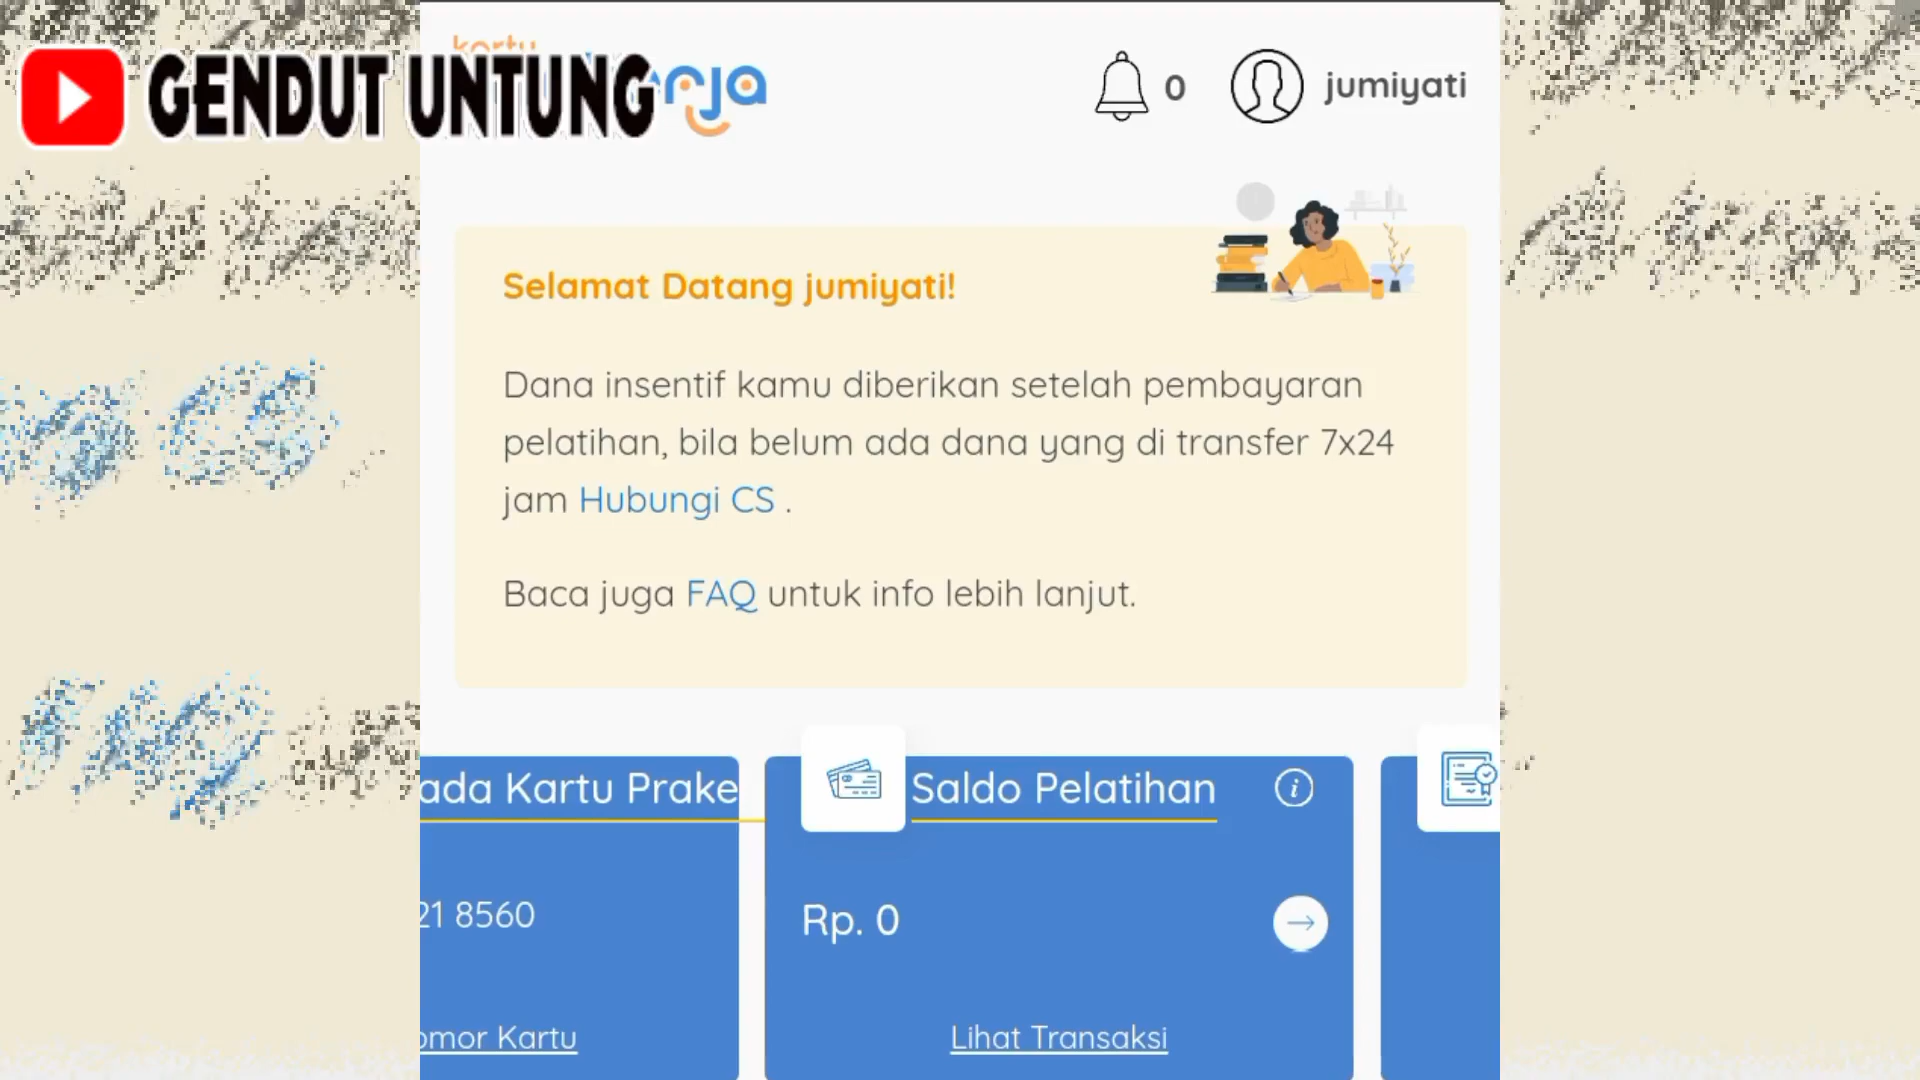 GENDUT UNTUNG
kartu
rja
0
jumiyati
Selamat Datang jumiyati!
Dana insentif kamu diberikan setelah pembayaran
pelatihan, bila belum ada dana yang di transfer 7x24
jam Hubungi CS .
Baca juga FAQ untuk info lebih lanjut.
ada Kartu Prake
Saldo Pelatihan
21 8560
Rp. 0
omor Kartu
Lihat Transaksi